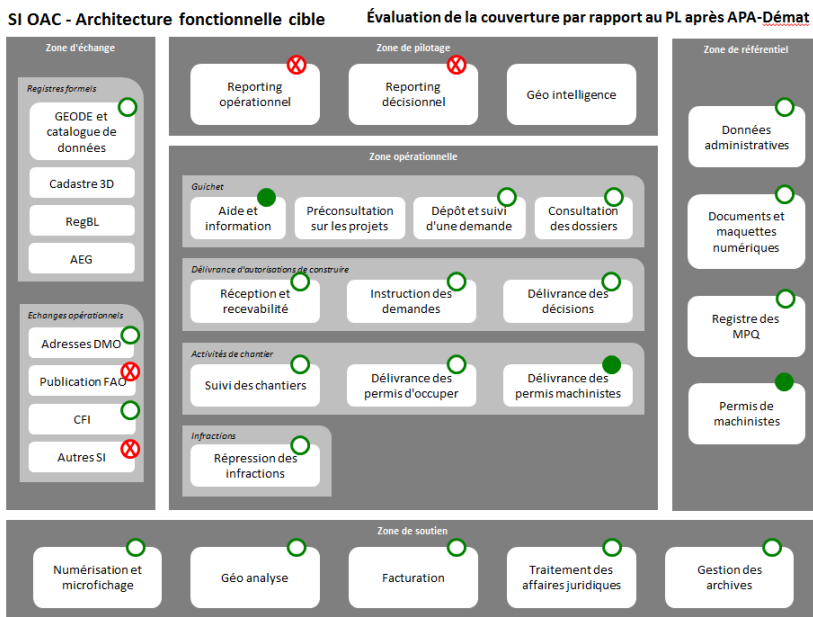 SI OAC - Architecture fonctionnelle cible
Évaluation de la couverture par rapport au PL après APA-Démat
Zone d'échange
Registres formels
GEODE et
catalogue de
données
Cadastre 3D
RegBL
AEG
Echanges opérationnels
Adresses DMO
Publication FAO
CFI
Autres SI
Zone de pilotage
Reporting
opérationnel
Reporting
décisionnel
Géo intelligence
Zone opérationnelle
Guichet
Aide et
information
Préconsultation
sur les projets
Dépôt et suivi
d'une demande
Consultation
des dossiers
Délivrance d'autorisations de construire
Réception et
recevabilité
Instruction des
demandes
Délivrance des
décisions
Activités de chantier
Suivi des chantiers
Délivrance des
permis d'occuper
Délivrance des
permis machinistes
Infractions
Répression des
infractions
Zone de référentiel
Données
administratives
Documents et
maquettes
numériques
Registre des
MPQ
Permis de
machinistes
Zone de soutien
Numérisation et
microfichage
Géo analyse
Facturation
Traitement des
affaires juridiques
Gestion des
archives